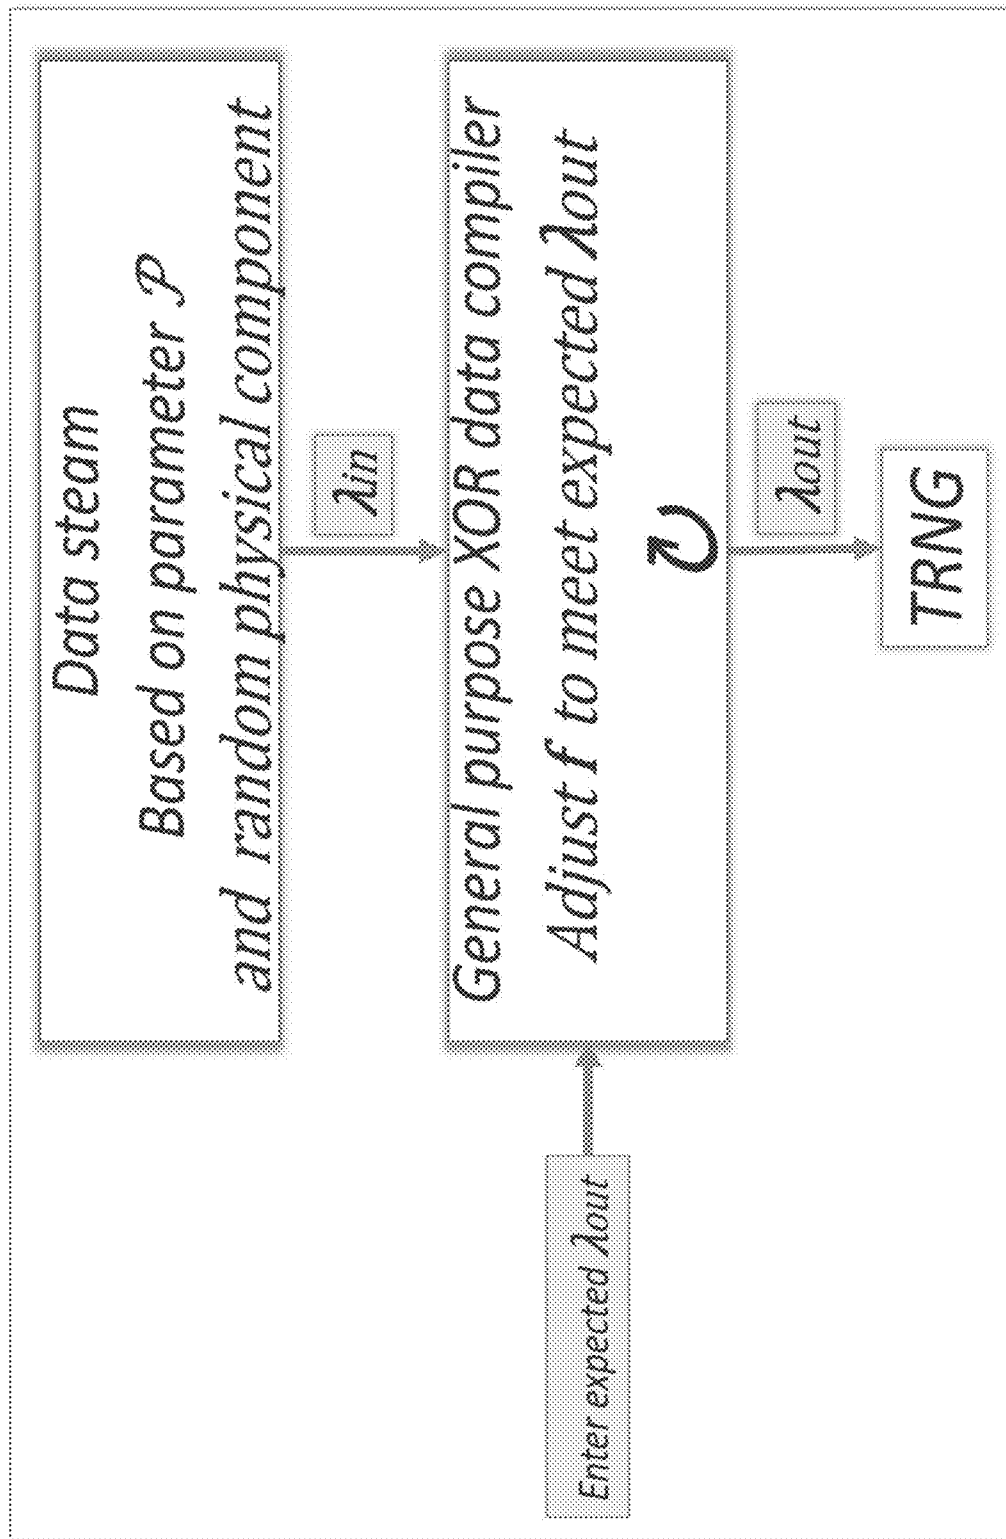 Data steam
Based on parameter 𝒫
and random physical component
λin
General purpose XOR data compiler
Adjust f to meet expected λout
Enter expected λout
λout
TRNG